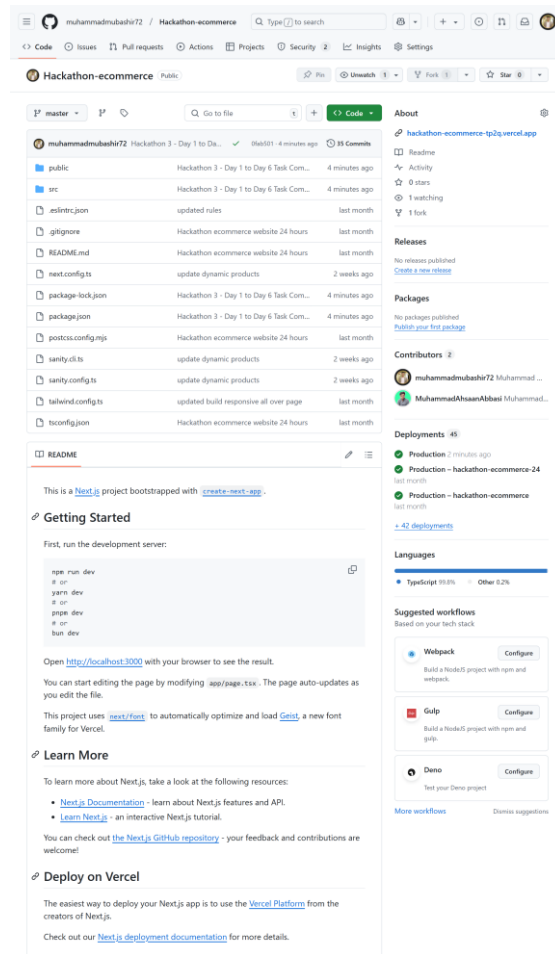 muhammadmubashir72 / Hackathon-ecommerce
Type / to search
Code
Issues
Pull requests
Actions
Projects
Security 2
Insights
Settings
Hackathon-ecommerce Public
Pin
Unwatch 1
Fork 1
Star 0
master
Go to file
t
Code
muhammadmubashir72 Hackathon 3 - Day 1 to Da...
4 minutes ago
35 Commits
public Hackathon 3 - Day 1 to Day 6 Task Com... 4 minutes ago
src Hackathon 3 - Day 1 to Day 6 Task Com... 4 minutes ago
.eslintrc.json updated rules last month
.gitignore Hackathon ecommerce website 24 hours last month
README.md Hackathon ecommerce website 24 hours last month
next.config.ts update dynamic products 2 weeks ago
package-lock.json Hackathon 3 - Day 1 to Day 6 Task Com... 4 minutes ago
package.json Hackathon 3 - Day 1 to Day 6 Task Com... 4 minutes ago
postcss.config.mjs Hackathon ecommerce website 24 hours last month
sanity.cli.ts update dynamic products 2 weeks ago
sanity.config.ts update dynamic products 2 weeks ago
tailwind.config.ts updated build responsive all over page last month
tsconfig.json Hackathon ecommerce website 24 hours last month
README
This is a Next.js project bootstrapped with create-next-app.
Getting Started
First, run the development server:
npm run dev
# or
yarn dev
# or
pnpm dev
# or
bun dev
Open http://localhost:3000 with your browser to see the result.
You can start editing the page by modifying app/page.tsx. The page auto-updates as
you edit the file.
This project uses next/font to automatically optimize and load Geist, a new font
family for Vercel.
Learn More
To learn more about Next.js, take a look at the following resources:
• Next.js Documentation - learn about Next.js features and API.
• Learn Next.js - an interactive Next.js tutorial.
You can check out the Next.js GitHub repository - your feedback and contributions are
welcome!
Deploy on Vercel
The easiest way to deploy your Next.js app is to use the Vercel Platform from the
creators of Next.js.
Check out our Next.js deployment documentation for more details.
About
hackathon-ecommerce-tp2q.vercel.app
Readme
Activity
0 stars
1 watching
1 fork
Releases
No releases published
Create a new release
Packages
No packages published
Publish your first package
Contributors 2
muhammadmubashir72 Muhammad ...
MuhammadAhsaanAbbasi Muhammad...
Deployments 45
Production 2 minutes ago
Production – hackathon-ecommerce-24
last month
Production – hackathon-ecommerce
last month
+ 42 deployments
Languages
TypeScript 99.8% Other 0.2%
Suggested workflows
Based on your tech stack
Webpack
Configure
Build a NodeJS project with npm and
webpack.
Gulp
Configure
Build a NodeJS project with npm and
gulp.
Deno
Configure
Test your Deno project
More workflows
Dismiss suggestions